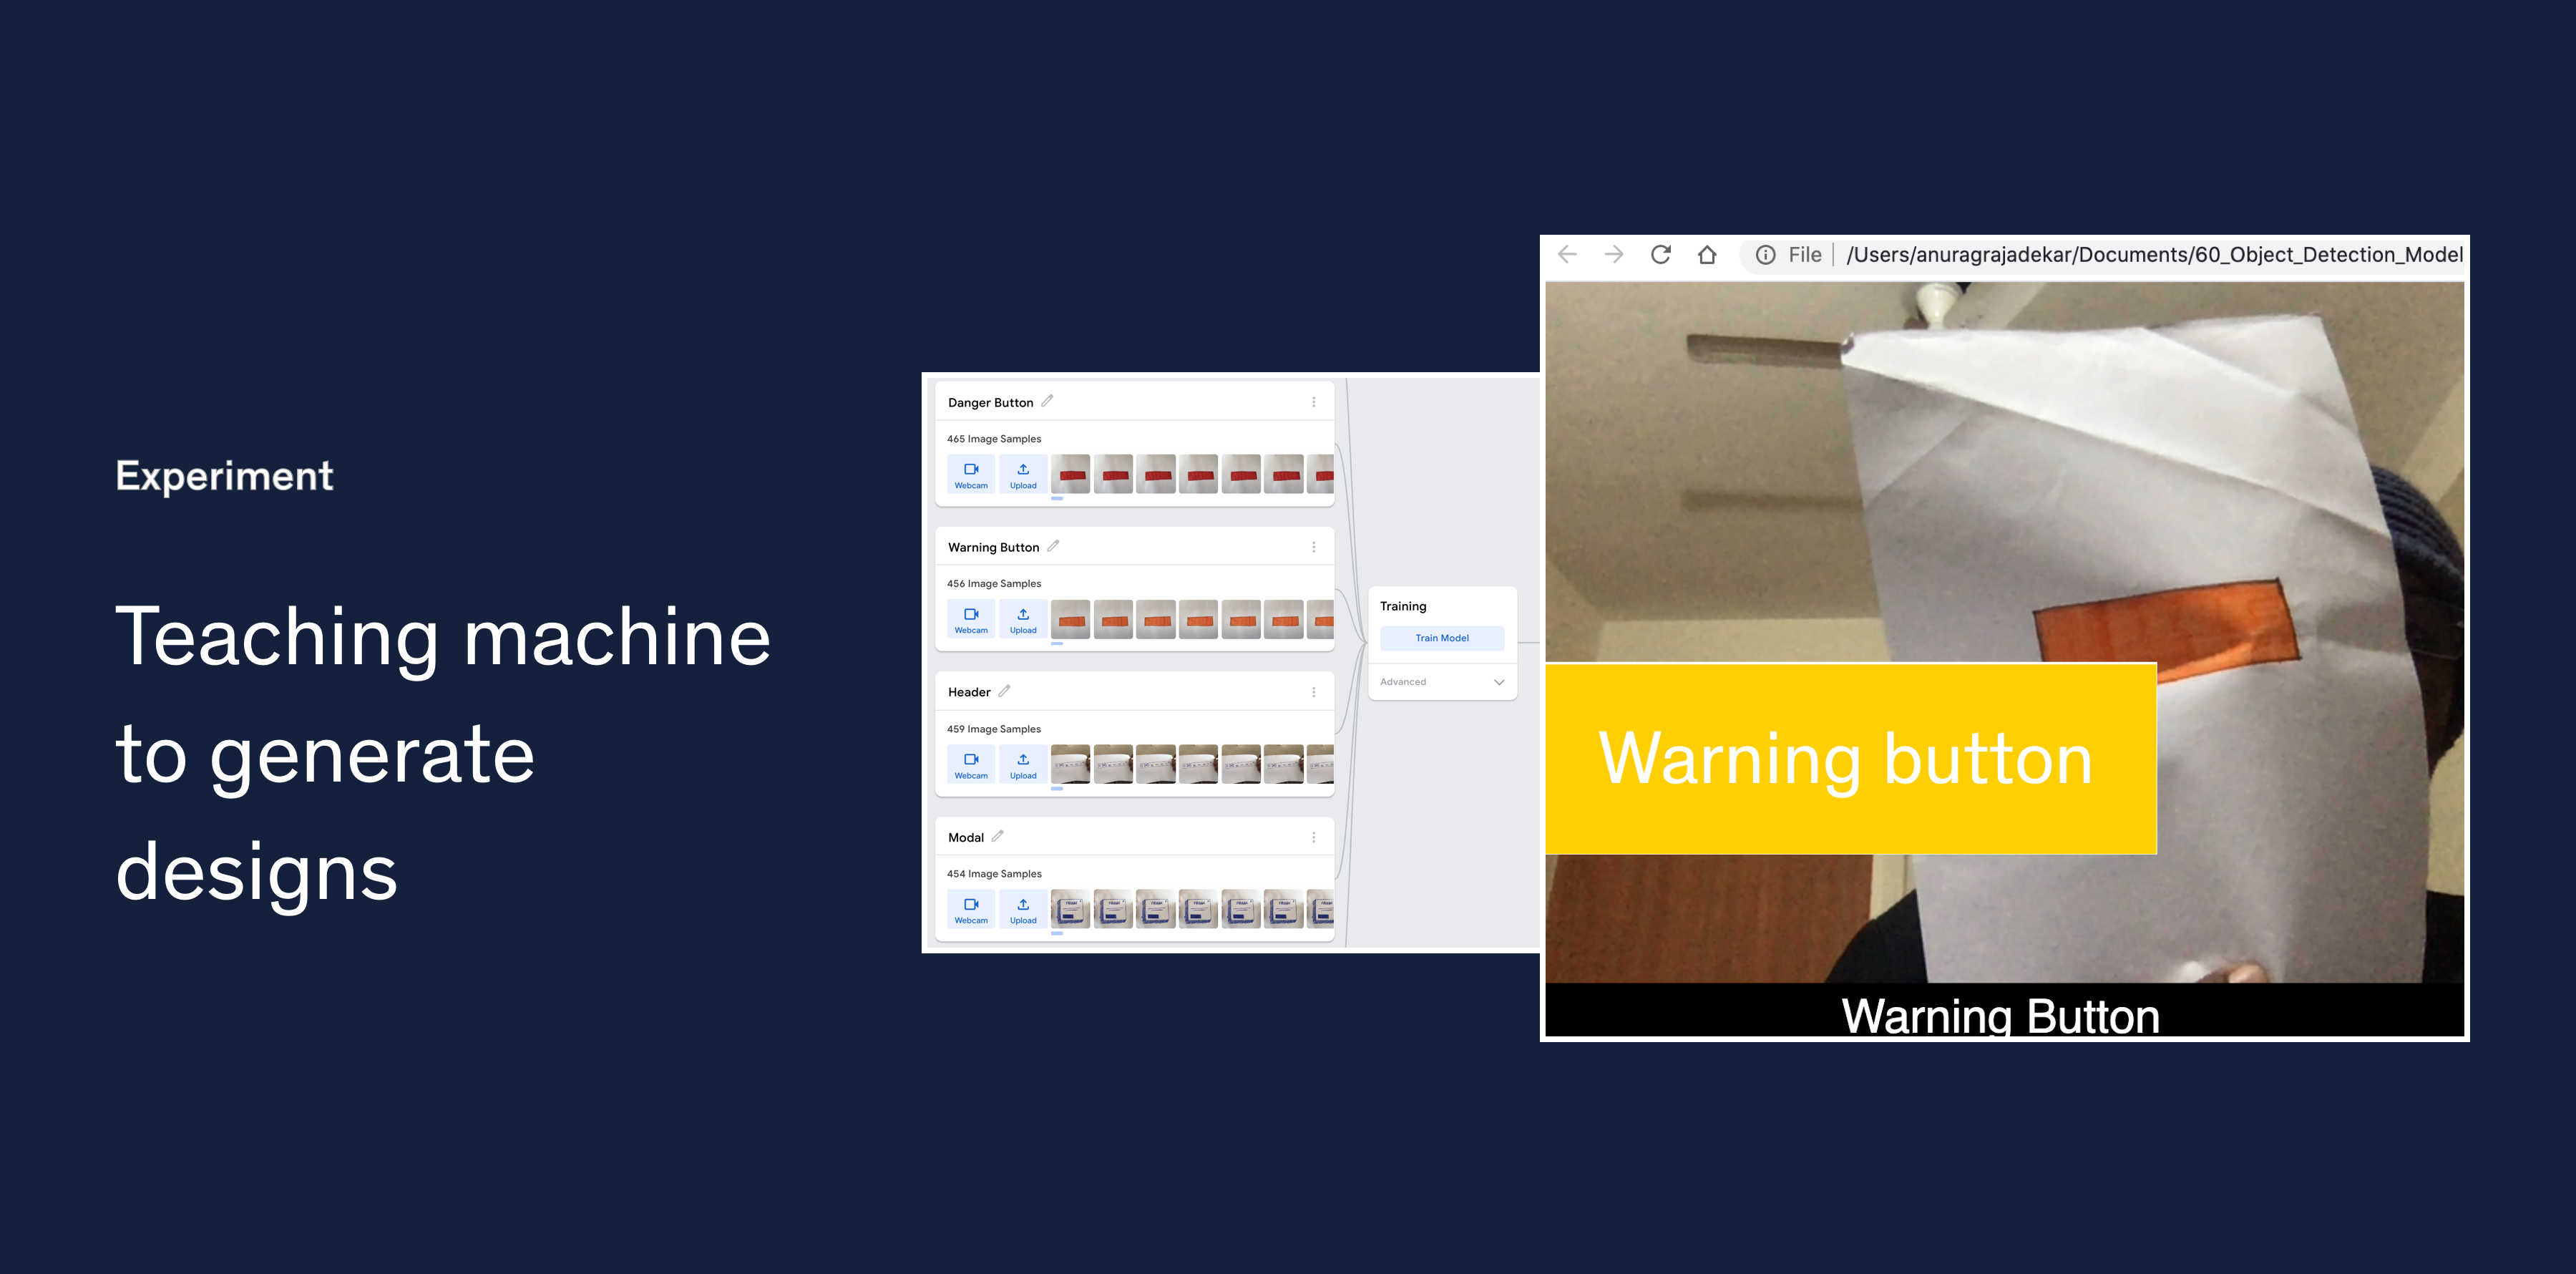 Experiment
Teaching machine
to generate
designs
Danger Button
465 Image Samples
Webcam
Upload
Warning Button
456 Image Samples
Webcam
Upload
Header
459 Image Samples
Webcam
Upload
Modal
454 Image Samples
Webcam
Upload
Training
Train Model
Advanced
File
/Users/anuragrajadekar/Documents/60_Object_Detection_Model
Warning button
Warning Button